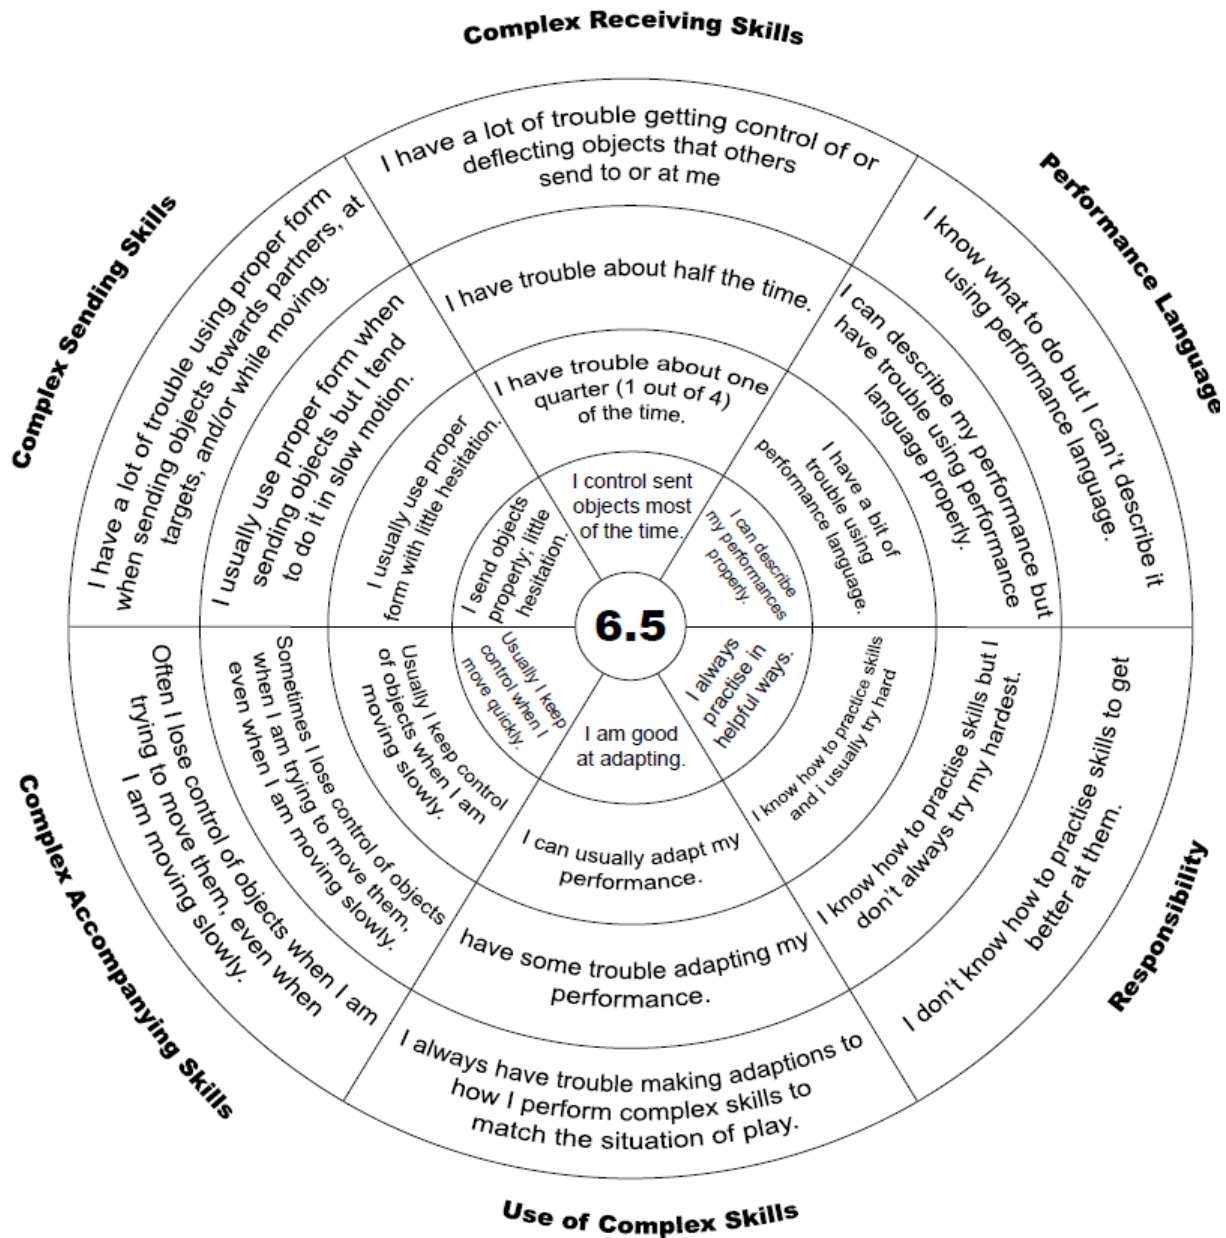 Complex Receiving Skills
I have a lot of trouble getting control of or
deflecting objects that others
send to or at me
I have trouble about half the time.
I have trouble about one
quarter (1 out of 4)
of the time.
I control sent
objects most
of the time.
Performance Language
I know what to do but I can't describe it
using performance language.
I can describe my performance but
have trouble using performance
language properly.
I have a bit of
trouble using
performance language.
I can describe
my performances
properly.
Responsibility
I don't know how to practise skills to get
better at them.
I know how to practise skills but I
don't always try my hardest.
I know how to practice skills
and i usually try hard
I always
practise in
helpful ways.
Use of Complex Skills
I always have trouble making adaptions to
how I perform complex skills to
match the situation of play.
have some trouble adapting my
performance.
I can usually adapt my
performance.
I am good
at adapting.
Complex Accompanying Skills
Often I lose control of objects when I am
trying to move them, even when
I am moving slowly.
Sometimes I lose control of objects
when I am trying to move them,
even when I am moving slowly.
Usually I keep control
of objects when I am
moving slowly.
Usually I keep
control when I
move quickly.
Complex Sending Skills
I have a lot of trouble using proper form
when sending objects towards partners, at
targets, and/or while moving.
I usually use proper form when
sending objects but I tend
to do it in slow motion.
I usually use proper
form with little hesitation.
I send objects
properly; little
hesitation.
6.5